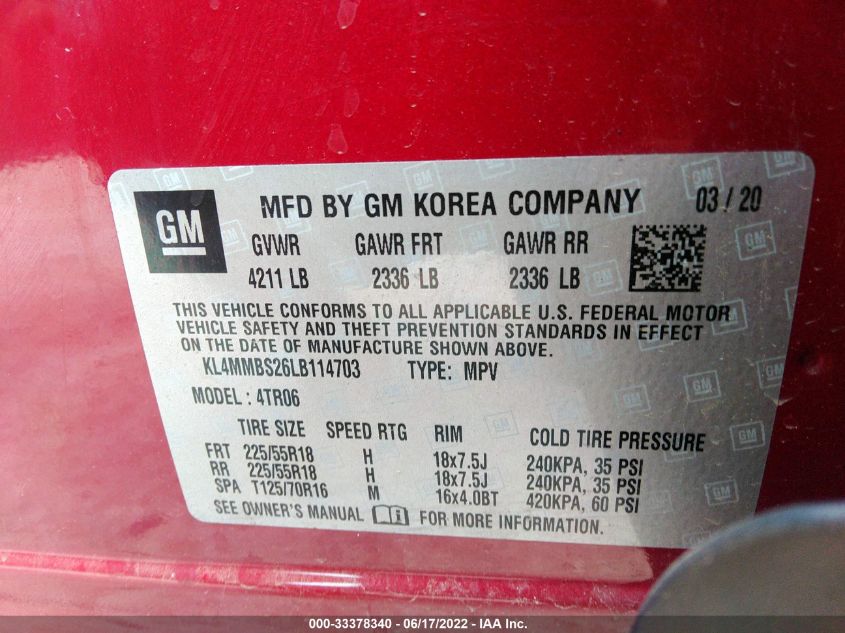 GM
MFD BY GM KOREA COMPANY 03 / 20
GVWR GAWR FRT GAWR RR
4211 LB 2336 LB 2336 LB
THIS VEHICLE CONFORMS TO ALL APPLICABLE U.S. FEDERAL MOTOR
VEHICLE SAFETY AND THEFT PREVENTION STANDARDS IN EFFECT
ON THE DATE OF MANUFACTURE SHOWN ABOVE.
KL4MMBS26LB114703 TYPE: MPV
MODEL : 4TR06
TIRE SIZE SPEED RTG RIM COLD TIRE PRESSURE
FRT 225/55R18 H 18x7.5J 240KPA, 35 PSI
RR 225/55R18 H 18x7.5J 240KPA, 35 PSI
SPA T125/70R16 M 16x4.0BT 420KPA, 60 PSI
SEE OWNER'S MANUAL FOR MORE INFORMATION.
000-33378340 - 06/17/2022 - IAA Inc.